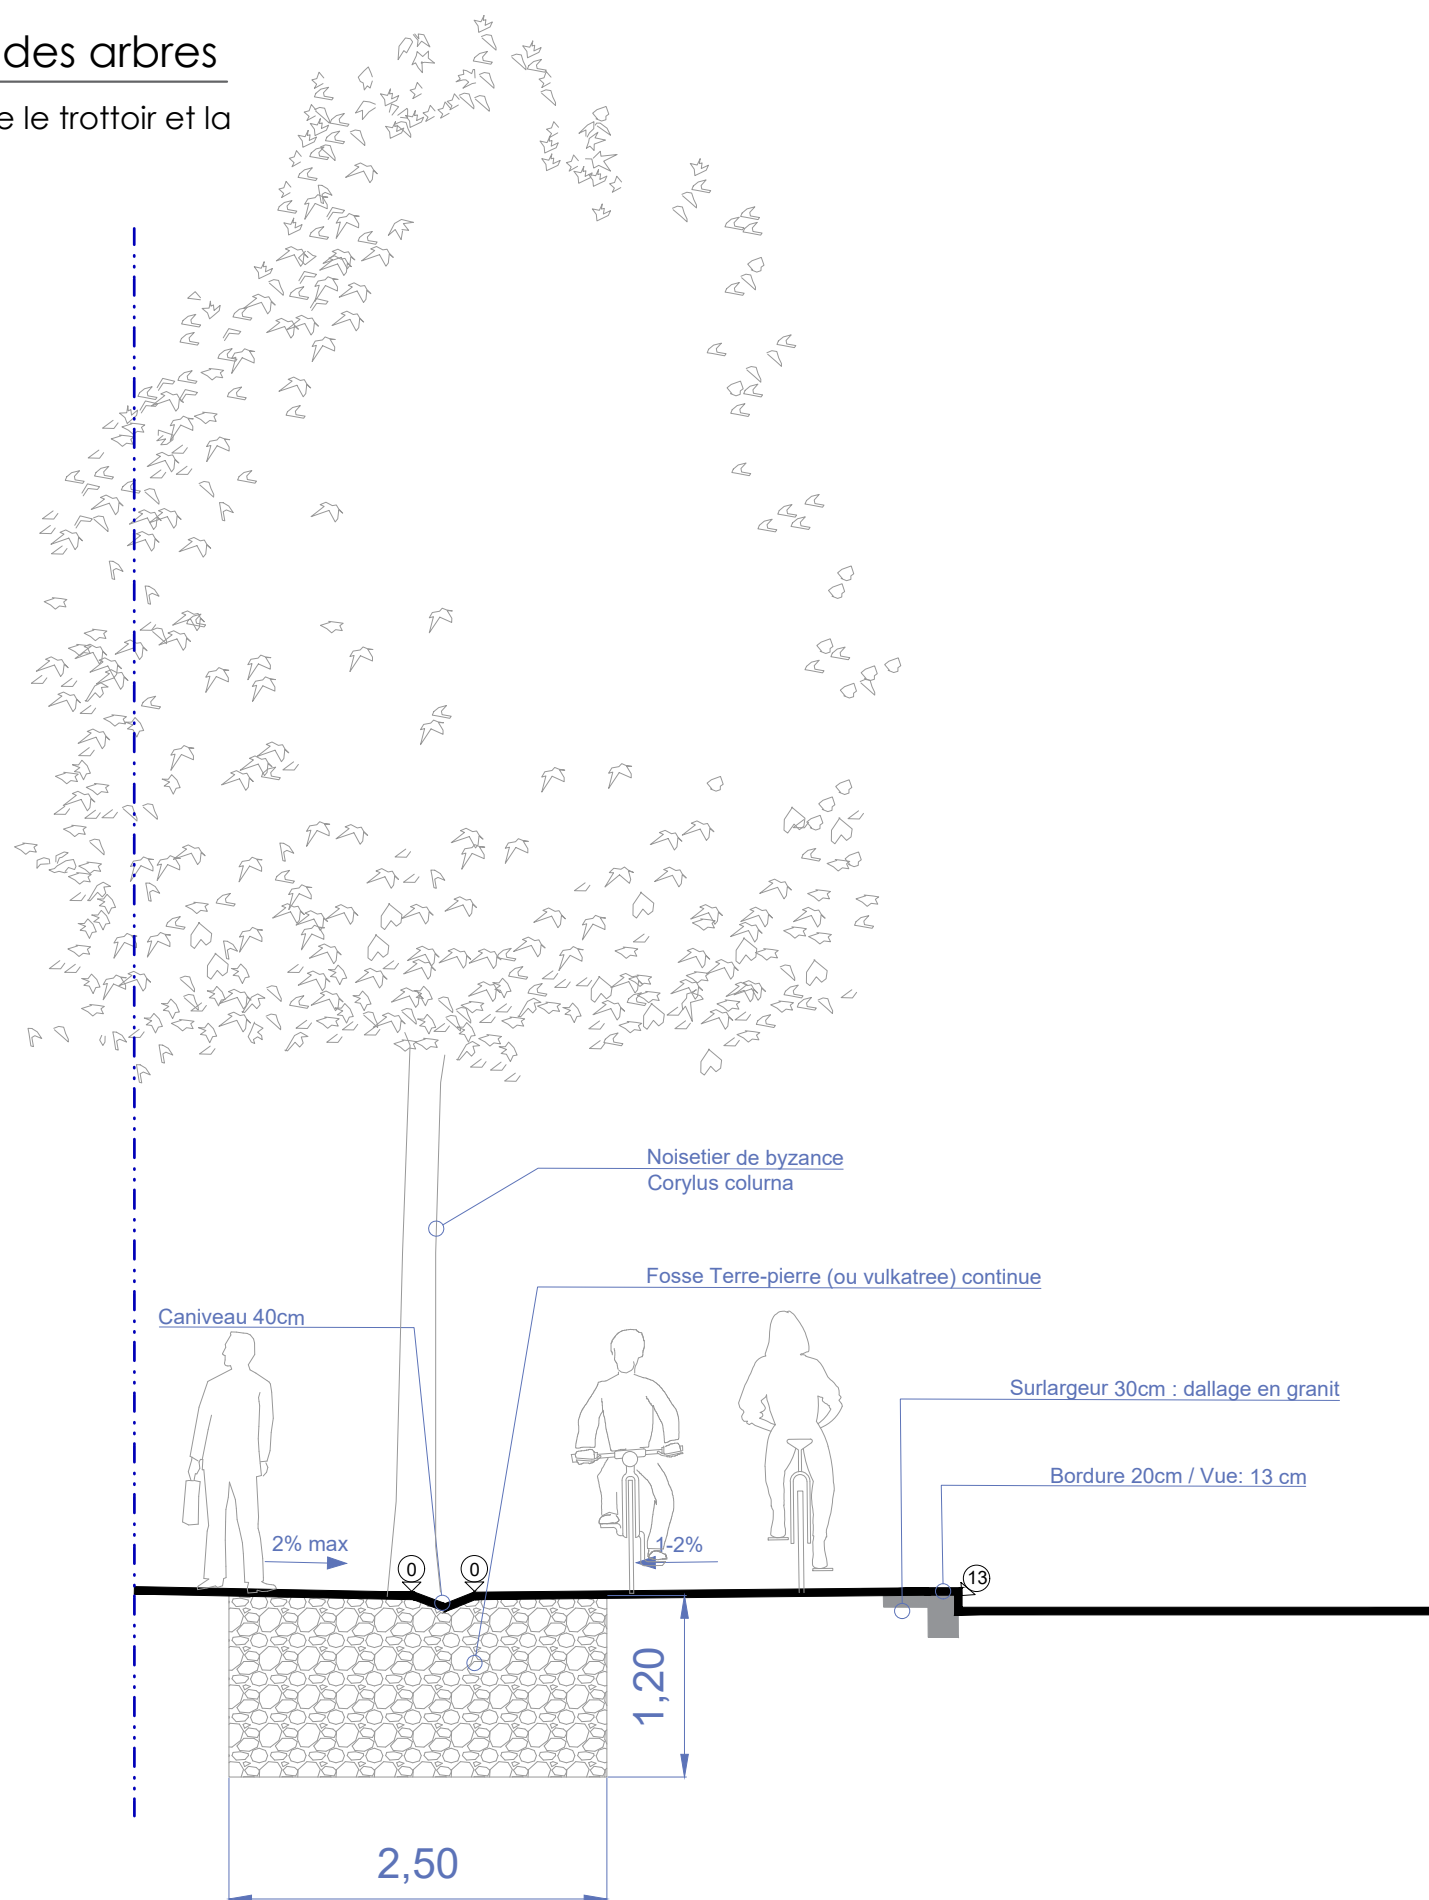 des arbres
e le trottoir et la
Noisetier de byzance
Corylus colurna
Fosse Terre-pierre (ou vulkatree) continue
Caniveau 40cm
Surlargeur 30cm : dallage en granit
Bordure 20cm / Vue: 13 cm
2% max
1-2%
0
0
13
1,20
2,50